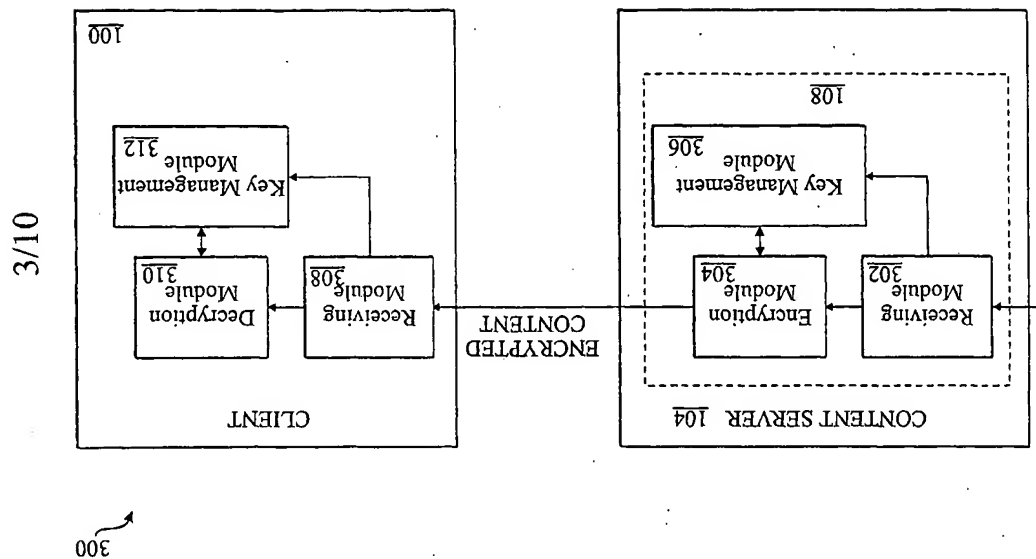 3/10
300
CONTENT SERVER 104
Receiving
Module
302
Encryption
Module
304
Key Management
Module
306
108
ENCRYPTED
CONTENT
CLIENT
Receiving
Module
308
Decryption
Module
310
Key Management
Module
312
100